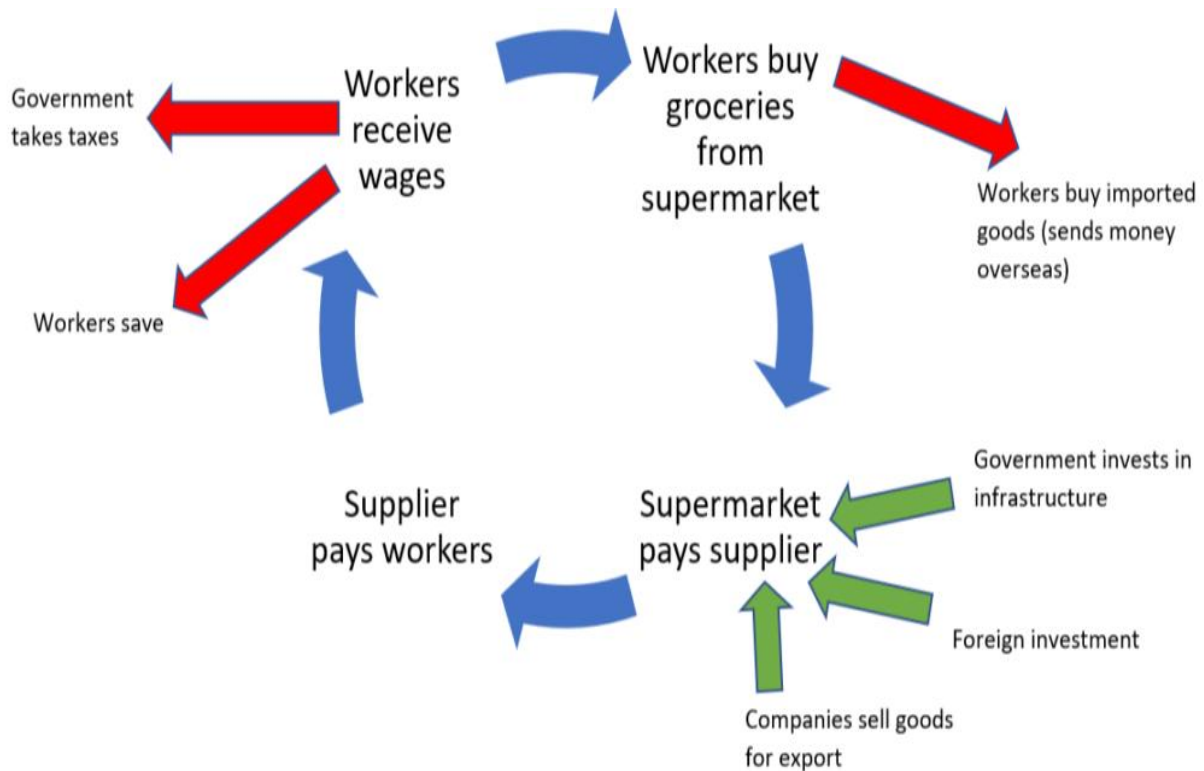 Government
takes taxes
Workers
receive
wages
Workers save
Workers buy
groceries
from
supermarket
Workers buy imported
goods (sends money
overseas)
Government invests in
infrastructure
Supermarket
pays supplier
Foreign investment
Companies sell goods
for export
Supplier
pays workers